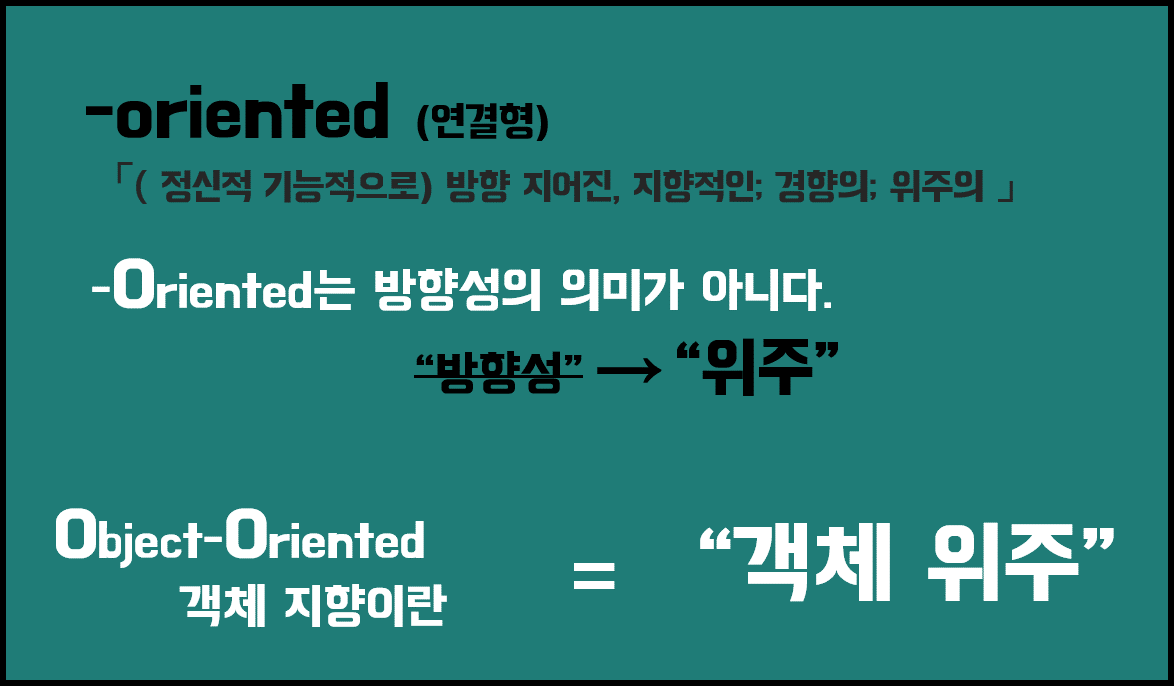 -oriented (연결형)
「( 정신적 기능적으로) 방향 지어진, 지향적인; 경향의; 위주의 」
-Oriented는 방향성의 의미가 아니다.
“방향성” → “위주”
Object-Oriented
객체 지향이란 = “객체 위주”